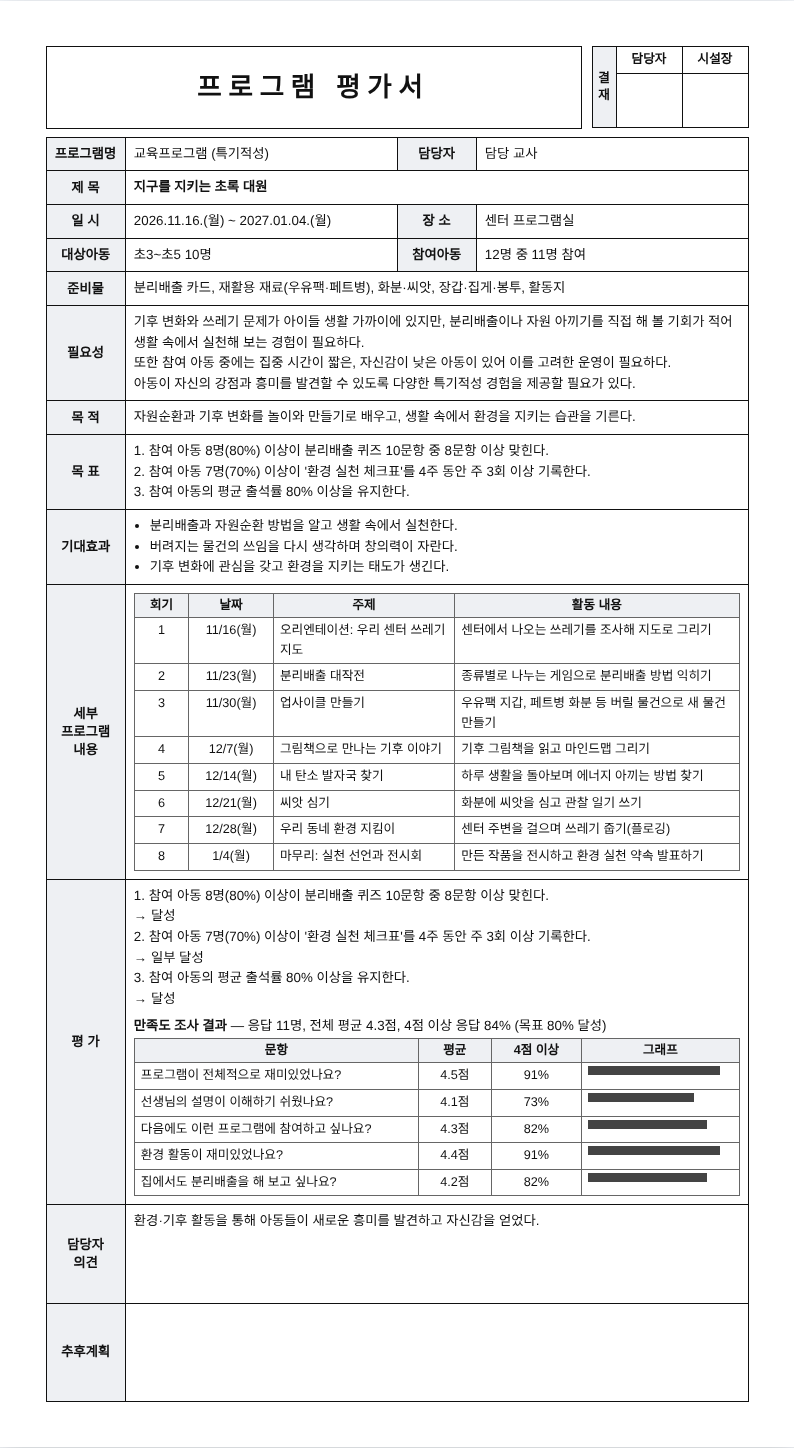 프로그램 평가서
결재
담당자 시설장
프로그램명 교육프로그램 (특기적성) 담당자 담당 교사
제 목 지구를 지키는 초록 대원
일 시 2026.11.16.(월) ~ 2027.01.04.(월) 장 소 센터 프로그램실
대상아동 초3~초5 10명 참여아동 12명 중 11명 참여
준비물 분리배출 카드, 재활용 재료(우유팩·페트병), 화분·씨앗, 장갑·집게·봉투, 활동지
필요성
기후 변화와 쓰레기 문제가 아이들 생활 가까이에 있지만, 분리배출이나 자원 아끼기를 직접 해 볼 기회가 적어
생활 속에서 실천해 보는 경험이 필요하다.
또한 참여 아동 중에는 집중 시간이 짧은, 자신감이 낮은 아동이 있어 이를 고려한 운영이 필요하다.
아동이 자신의 강점과 흥미를 발견할 수 있도록 다양한 특기적성 경험을 제공할 필요가 있다.
목 적 자원순환과 기후 변화를 놀이와 만들기로 배우고, 생활 속에서 환경을 지키는 습관을 기른다.
목 표
1. 참여 아동 8명(80%) 이상이 분리배출 퀴즈 10문항 중 8문항 이상 맞힌다.
2. 참여 아동 7명(70%) 이상이 '환경 실천 체크표'를 4주 동안 주 3회 이상 기록한다.
3. 참여 아동의 평균 출석률 80% 이상을 유지한다.
기대효과
• 분리배출과 자원순환 방법을 알고 생활 속에서 실천한다.
• 버려지는 물건의 쓰임을 다시 생각하며 창의력이 자란다.
• 기후 변화에 관심을 갖고 환경을 지키는 태도가 생긴다.
세부
프로그램
내용
회기 날짜 주제 활동 내용
1 11/16(월) 오리엔테이션: 우리 센터 쓰레기 센터에서 나오는 쓰레기를 조사해 지도로 그리기
지도
2 11/23(월) 분리배출 대작전 종류별로 나누는 게임으로 분리배출 방법 익히기
3 11/30(월) 업사이클 만들기 우유팩 지갑, 페트병 화분 등 버릴 물건으로 새 물건
만들기
4 12/7(월) 그림책으로 만나는 기후 이야기 기후 그림책을 읽고 마인드맵 그리기
5 12/14(월) 내 탄소 발자국 찾기 하루 생활을 돌아보며 에너지 아끼는 방법 찾기
6 12/21(월) 씨앗 심기 화분에 씨앗을 심고 관찰 일기 쓰기
7 12/28(월) 우리 동네 환경 지킴이 센터 주변을 걸으며 쓰레기 줍기(플로깅)
8 1/4(월) 마무리: 실천 선언과 전시회 만든 작품을 전시하고 환경 실천 약속 발표하기
평 가
1. 참여 아동 8명(80%) 이상이 분리배출 퀴즈 10문항 중 8문항 이상 맞힌다.
→ 달성
2. 참여 아동 7명(70%) 이상이 '환경 실천 체크표'를 4주 동안 주 3회 이상 기록한다.
→ 일부 달성
3. 참여 아동의 평균 출석률 80% 이상을 유지한다.
→ 달성
만족도 조사 결과 — 응답 11명, 전체 평균 4.3점, 4점 이상 응답 84% (목표 80% 달성)
문항 평균 4점 이상 그래프
프로그램이 전체적으로 재미있었나요? 4.5점 91%
선생님의 설명이 이해하기 쉬웠나요? 4.1점 73%
다음에도 이런 프로그램에 참여하고 싶나요? 4.3점 82%
환경 활동이 재미있었나요? 4.4점 91%
집에서도 분리배출을 해 보고 싶나요? 4.2점 82%
담당자
의견
환경·기후 활동을 통해 아동들이 새로운 흥미를 발견하고 자신감을 얻었다.
추후계획